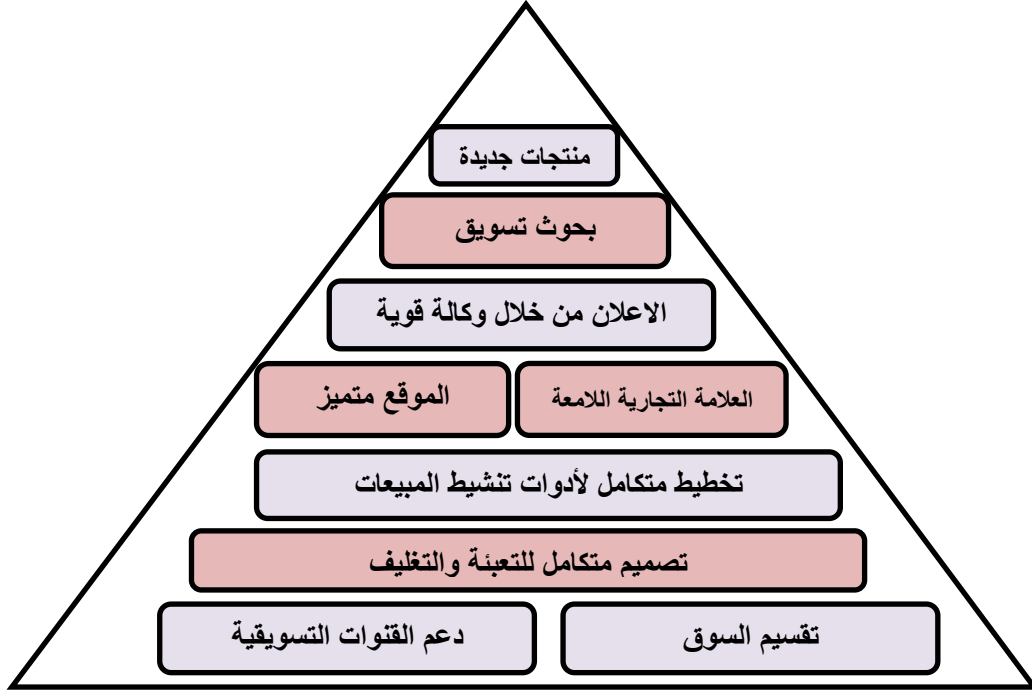 منتجات جديدة
بحوث تسويق
الاعلان من خلال وكالة قوية
العلامة التجارية اللامعة
الموقع متميز
تخطيط متكامل لأدوات تنشيط المبيعات
تصميم متكامل للتعبئة والتغليف
تقسيم السوق
دعم القنوات التسويقية